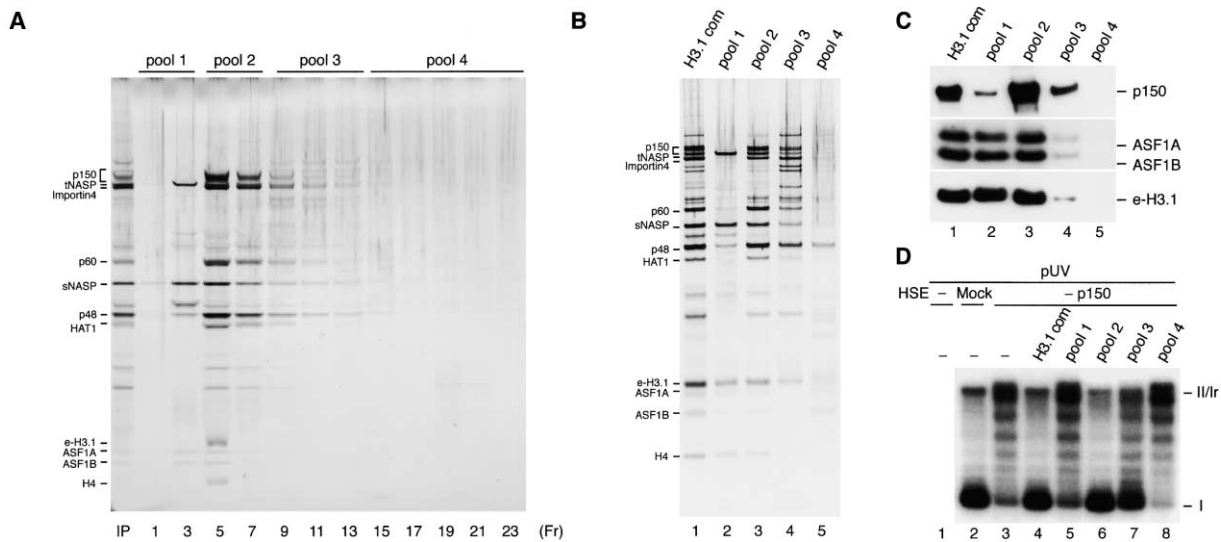 A
pool 1 pool 2 pool 3 pool 4
p150
tNASP
Importin4
p60
sNASP
p48
HAT1
e-H3.1
ASF1A
ASF1B
H4
IP 1 3 5 7 9 11 13 15 17 19 21 23 (Fr)
B
H3.1 com pool 1 pool 2 pool 3 pool 4
p150
tNASP
Importin4
p60
sNASP
p48
HAT1
e-H3.1
ASF1A
ASF1B
H4
1 2 3 4 5
C
H3.1 com pool 1 pool 2 pool 3 pool 4
p150
ASF1A
ASF1B
e-H3.1
1 2 3 4 5
D
pUV
HSE – Mock – p150
– – – H3.1 com pool 1 pool 2 pool 3 pool 4
II/Ir
I
1 2 3 4 5 6 7 8